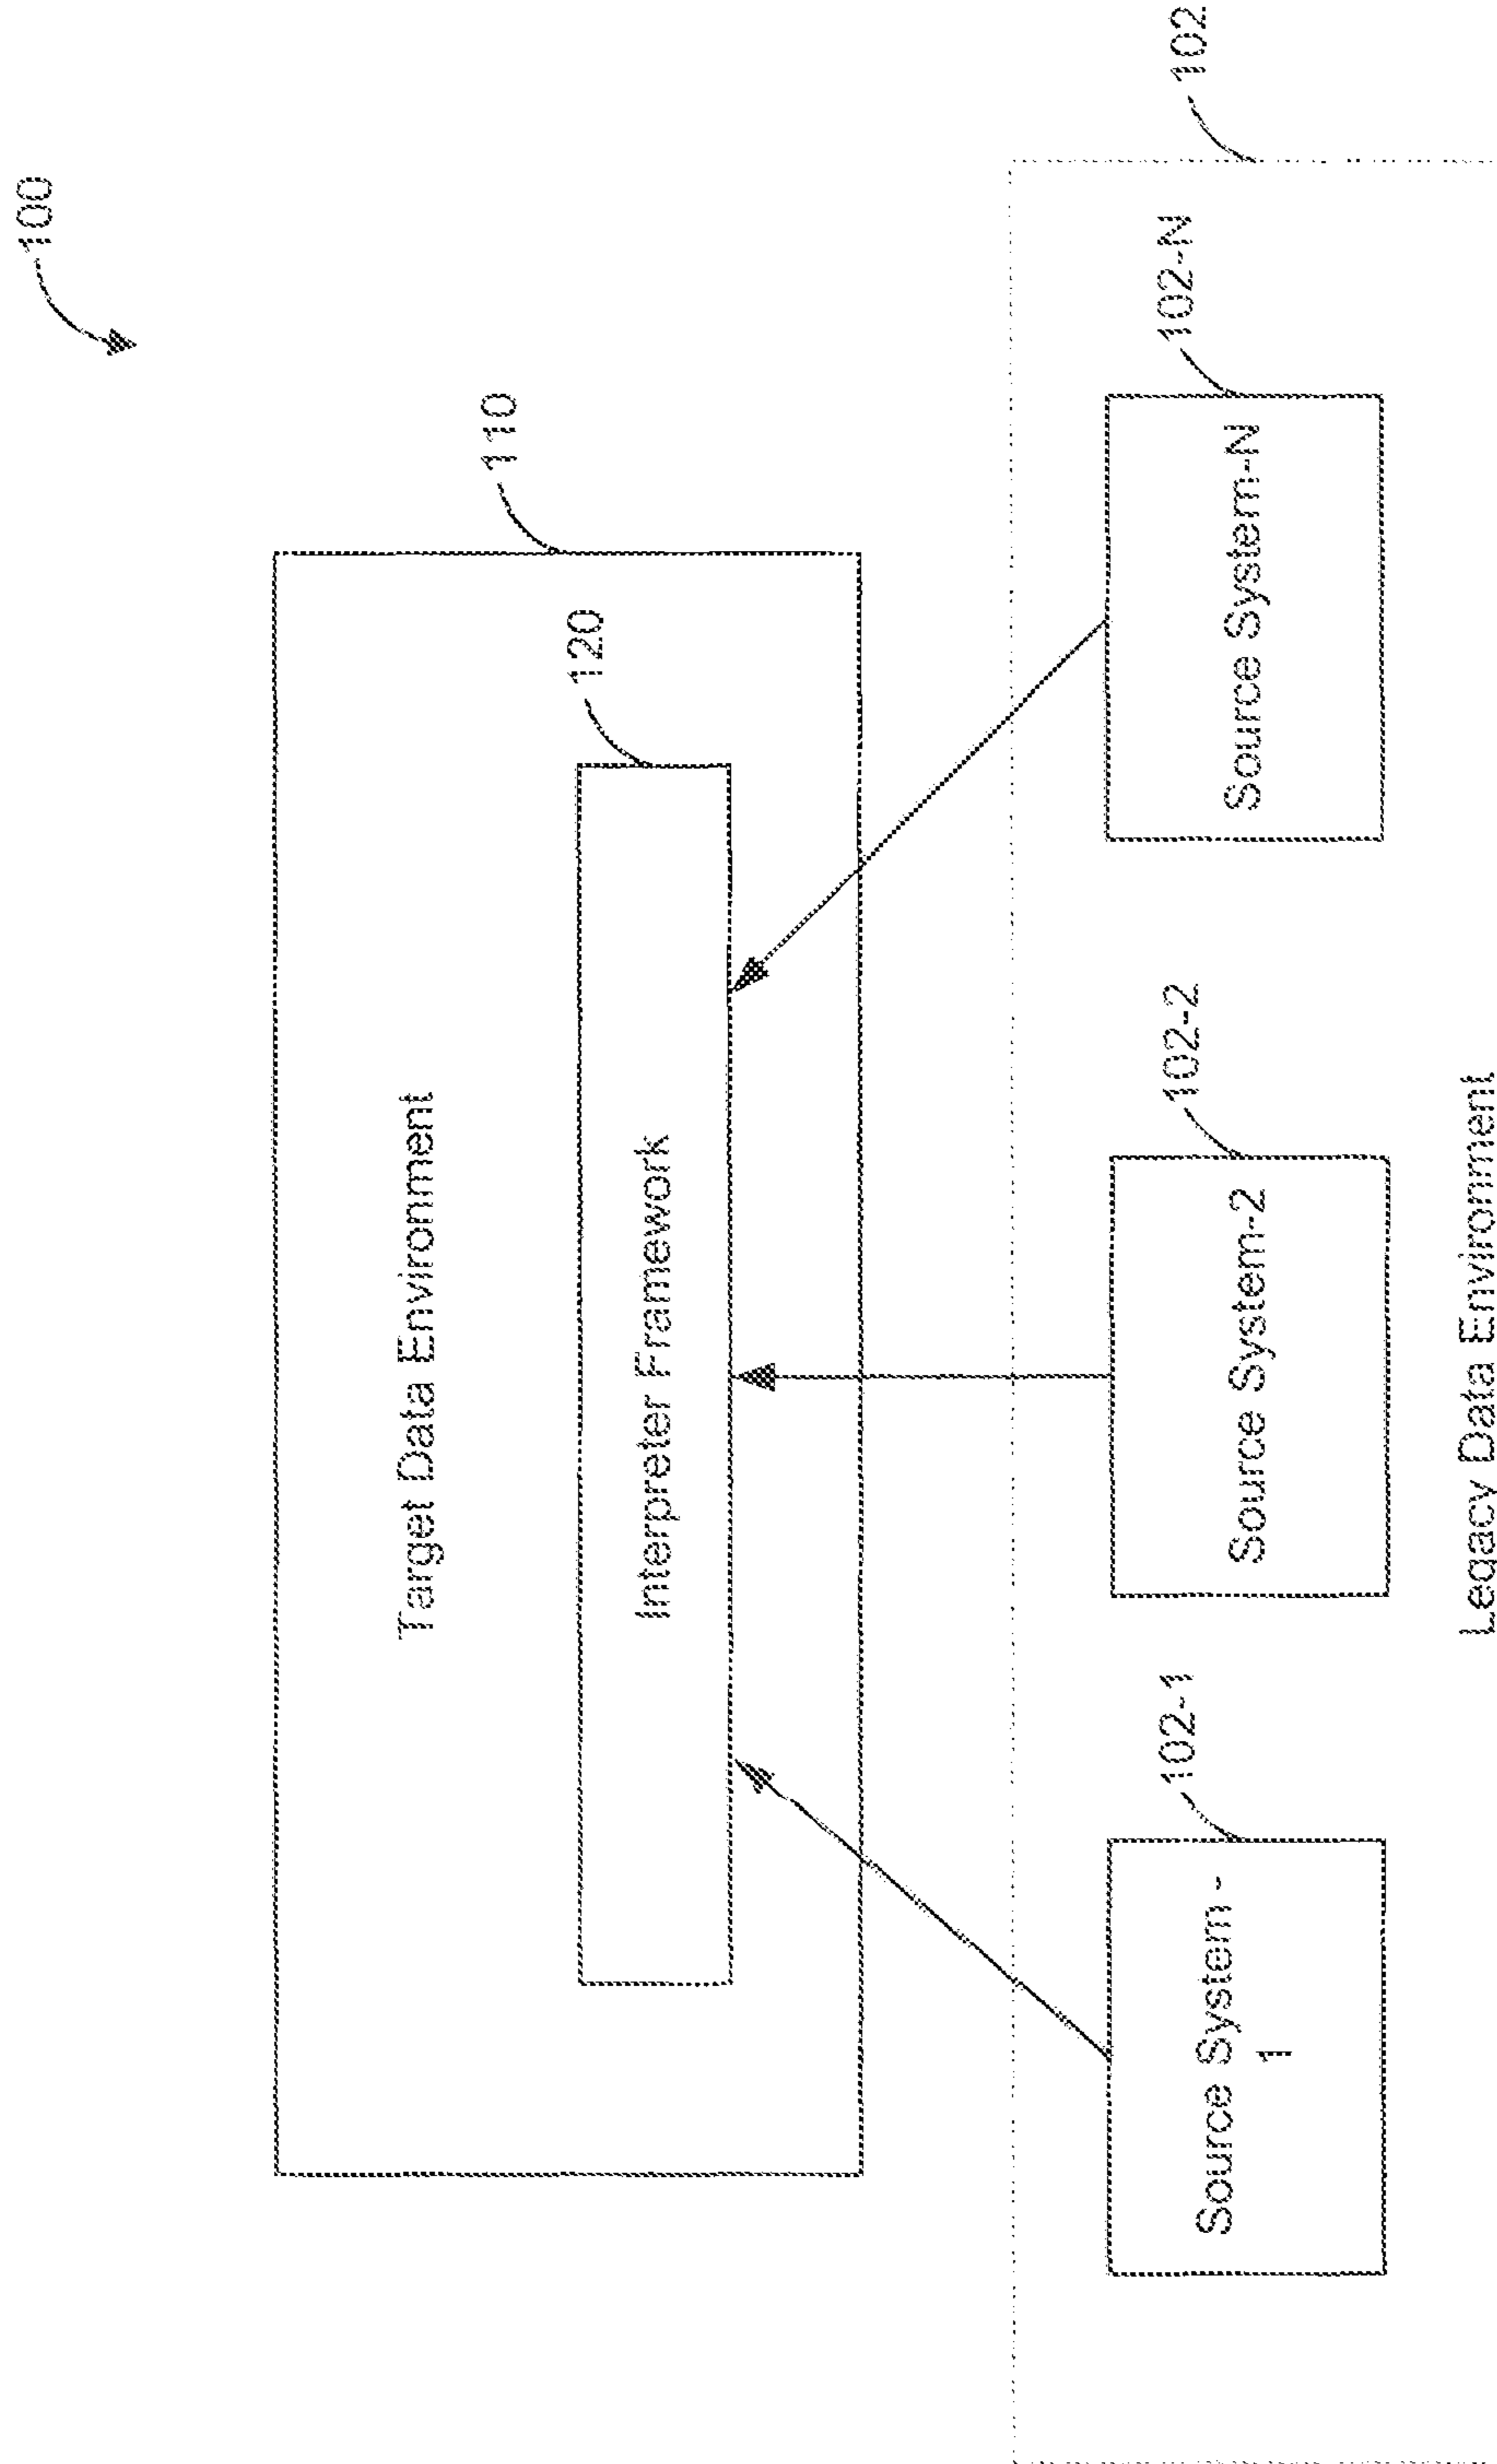 100
110
Target Data Environment
120
Interpreter Framework
102
102-1
102-2
102-N
Source System -
1
Source System-2
Source System-N
Legacy Data Environment